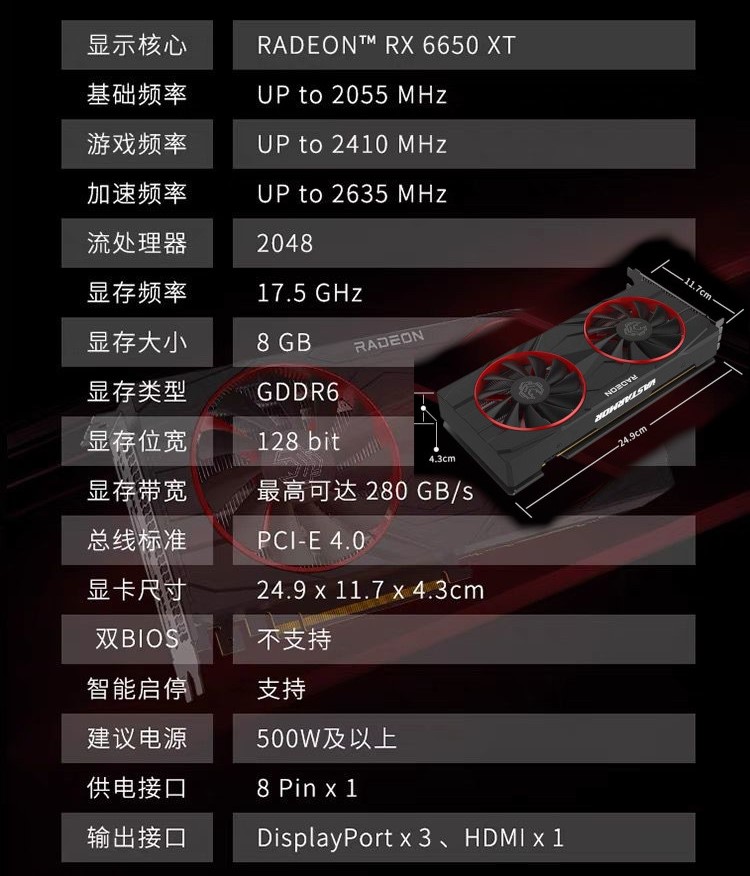 显示核心 RADEON™ RX 6650 XT
基础频率 UP to 2055 MHz
游戏频率 UP to 2410 MHz
加速频率 UP to 2635 MHz
流处理器 2048
显存频率 17.5 GHz
显存大小 8 GB
显存类型 GDDR6
显存位宽 128 bit
显存带宽 最高可达 280 GB/s
总线标准 PCI-E 4.0
显卡尺寸 24.9 x 11.7 x 4.3cm
双BIOS 不支持
智能启停 支持
建议电源 500W及以上
供电接口 8 Pin x 1
输出接口 DisplayPort x 3 、HDMI x 1
RADEON
11.7cm
RADEON
VASTARMOR
24.9cm
4.3cm